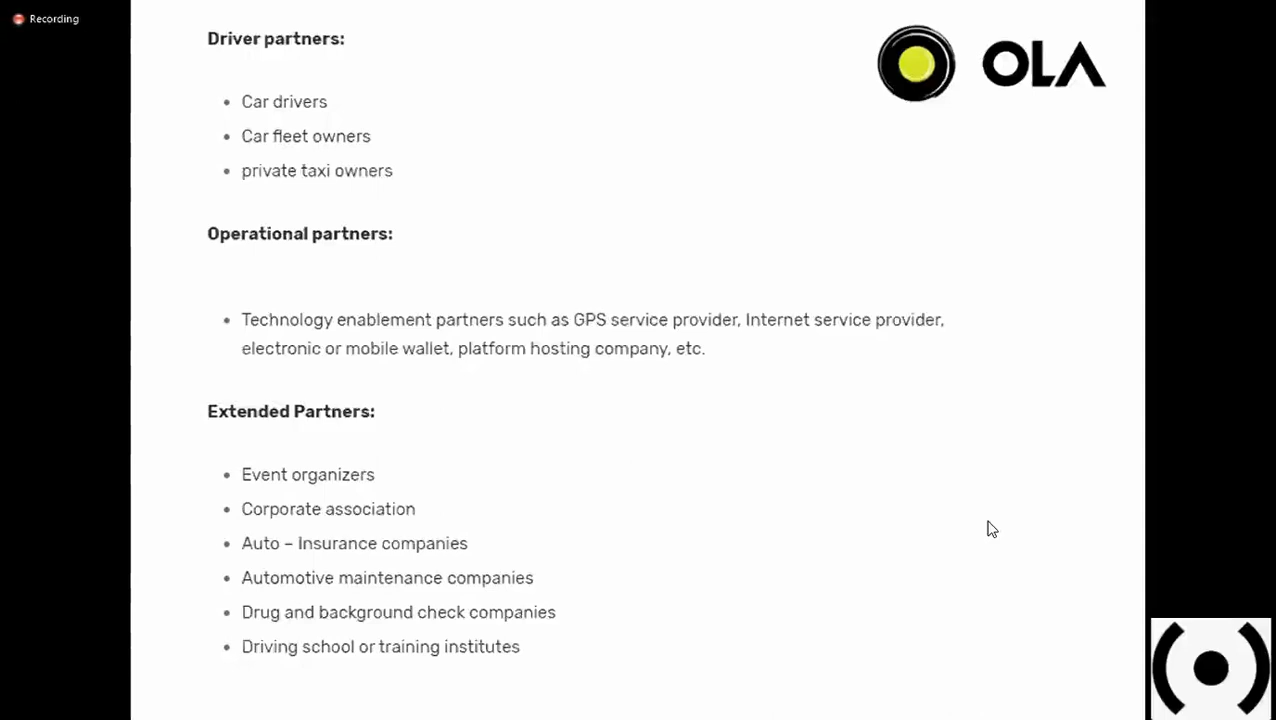 Recording
Driver partners:
OLA
• Car drivers
• Car fleet owners
• private taxi owners
Operational partners:
• Technology enablement partners such as GPS service provider, Internet service provider,
electronic or mobile wallet, platform hosting company, etc.
Extended Partners:
• Event organizers
• Corporate association
• Auto – Insurance companies
• Automotive maintenance companies
• Drug and background check companies
• Driving school or training institutes